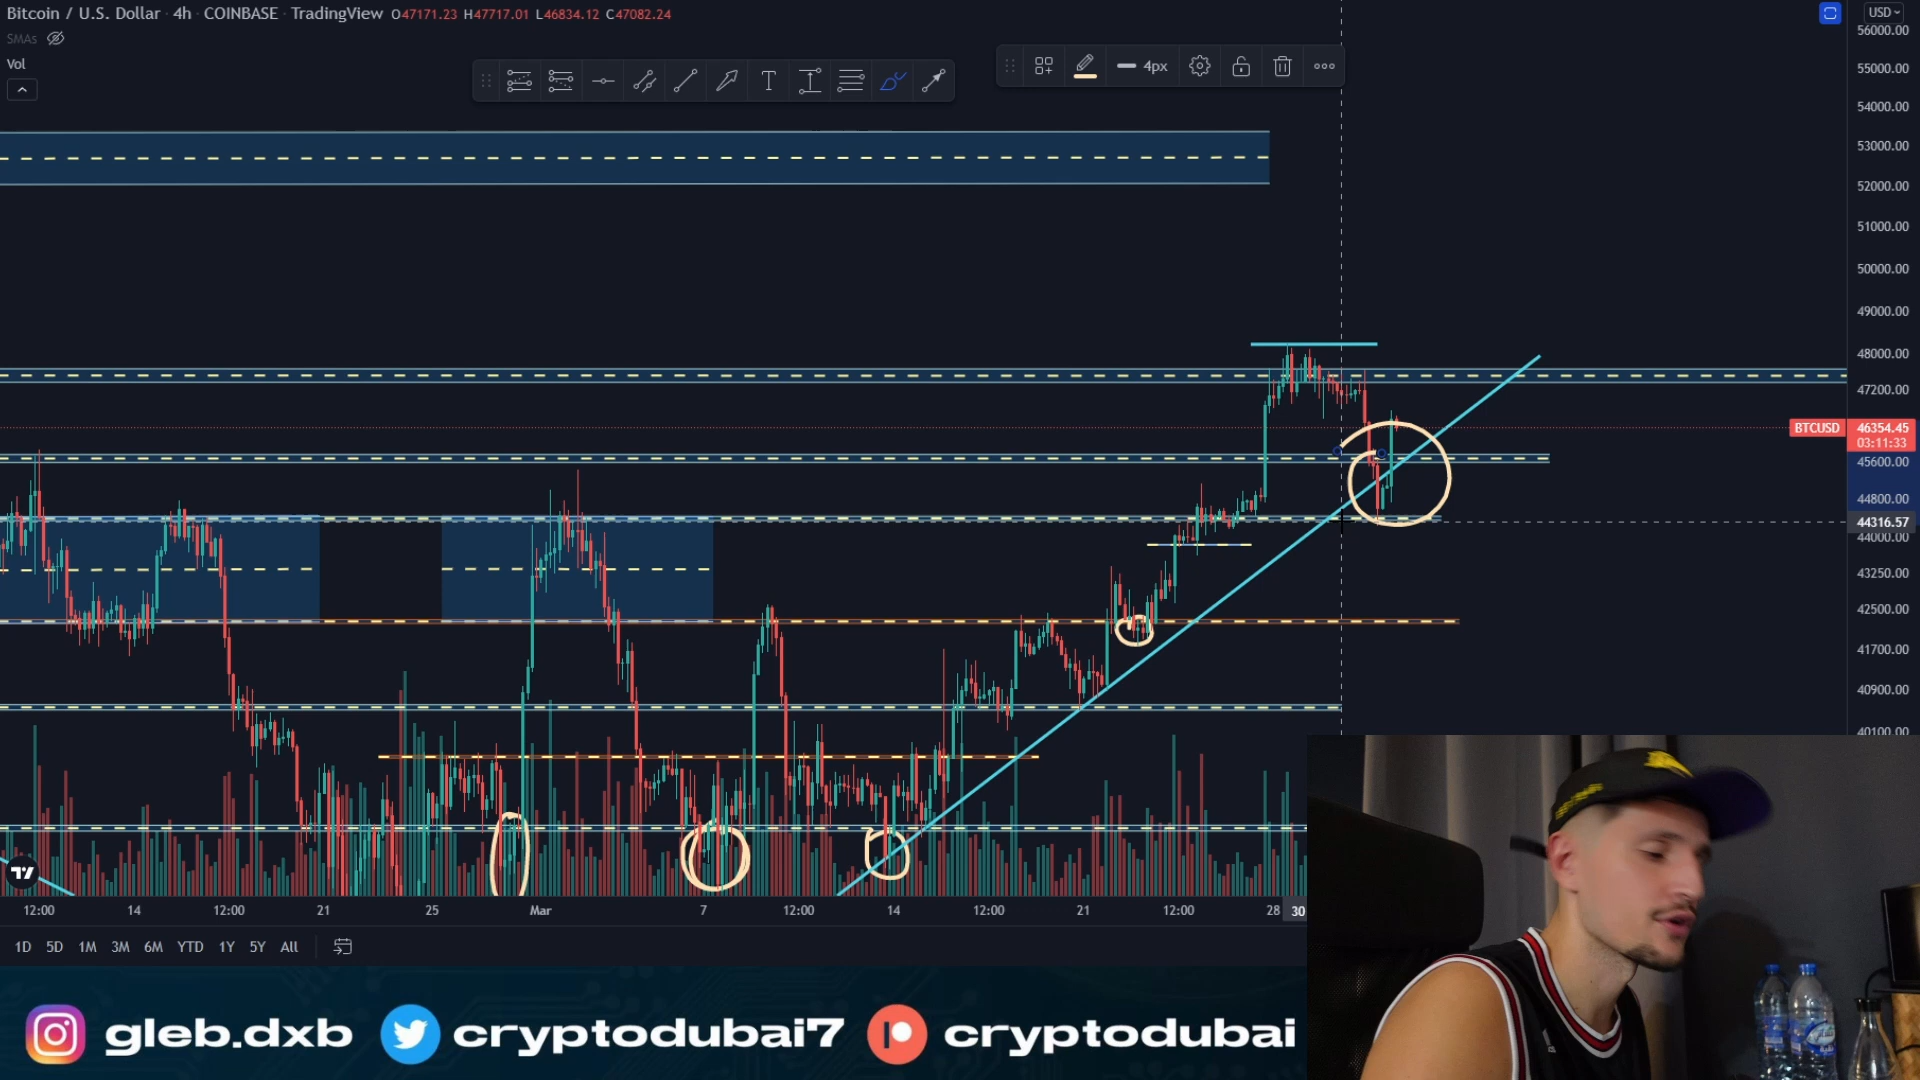 Bitcoin / U.S. Dollar · 4h · COINBASE · TradingView O47171.23 H47717.01 L46834.12 C47082.24
SMAs
Vol
4px
USD
56000.00
55000.00
54000.00
53000.00
52000.00
51000.00
50000.00
49000.00
48000.00
47200.00
BTCUSD 46354.45
03:11:33
45600.00
44800.00
44316.57
44000.00
43250.00
42500.00
41700.00
40900.00
40100.00
12:00 14 12:00 21 25 Mar 7 12:00 14 12:00 21 12:00 28 30
1D 5D 1M 3M 6M YTD 1Y 5Y All
gleb.dxb cryptodubai7 cryptodubai